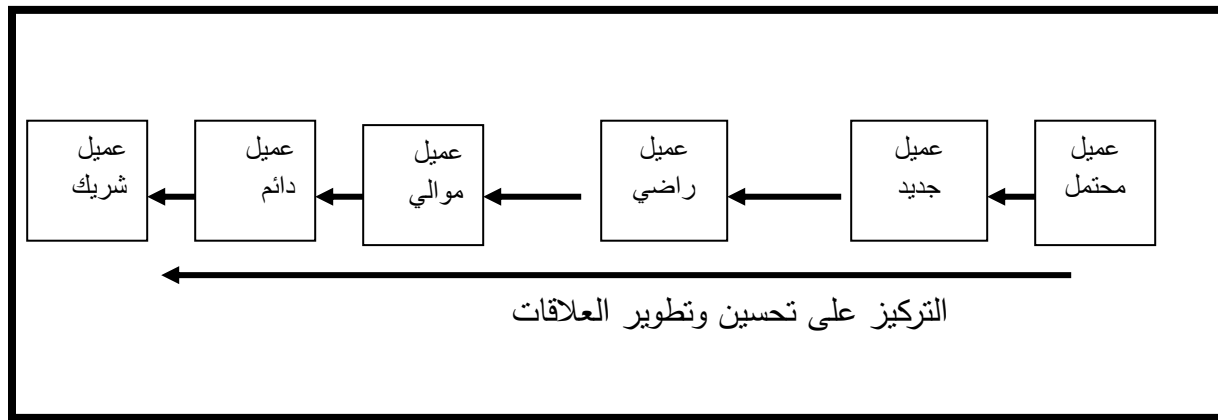 عميل
محتمل
عميل
جديد
عميل
راضي
عميل
موالي
عميل
دائم
عميل
شريك
التركيز على تحسين وتطوير العلاقات